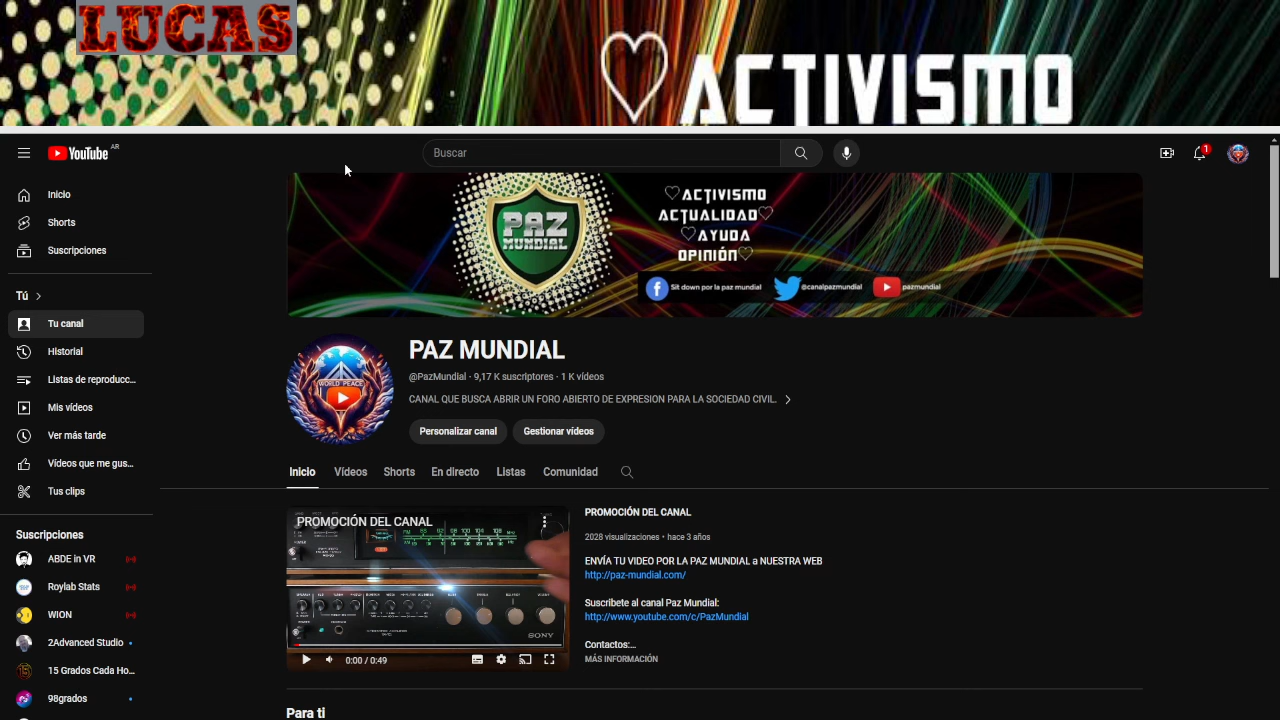 LUCAS
ACTIVISMO
YouTube AR
Buscar
1
Inicio
Shorts
Suscripciones
Tú
Tu canal
Historial
Listas de reproducc...
Mis vídeos
Ver más tarde
Vídeos que me gus...
Tus clips
Suscripciones
ABDE in VR
Roylab Stats
WION
2Advanced Studio
15 Grados Cada Ho...
98grados
PAZ
MUNDIAL
ACTIVISMO
ACTUALIDAD
AYUDA
OPINIÓN
Sit down por la paz mundial
@canalpazmundial
pazmundial
WORLD PEACE
PAZ MUNDIAL
@PazMundial · 9,17 K suscriptores · 1 K vídeos
CANAL QUE BUSCA ABRIR UN FORO ABIERTO DE EXPRESION PARA LA SOCIEDAD CIVIL.
Personalizar canal
Gestionar vídeos
Inicio
Vídeos
Shorts
En directo
Listas
Comunidad
PROMOCIÓN DEL CANAL
SONY
0:00 / 0:49
PROMOCIÓN DEL CANAL
2028 visualizaciones · hace 3 años
ENVÍA TU VIDEO POR LA PAZ MUNDIAL a NUESTRA WEB
http://paz-mundial.com/
Suscribete al canal Paz Mundial:
http://www.youtube.com/c/PazMundial
Contactos:...
MÁS INFORMACIÓN
Para ti